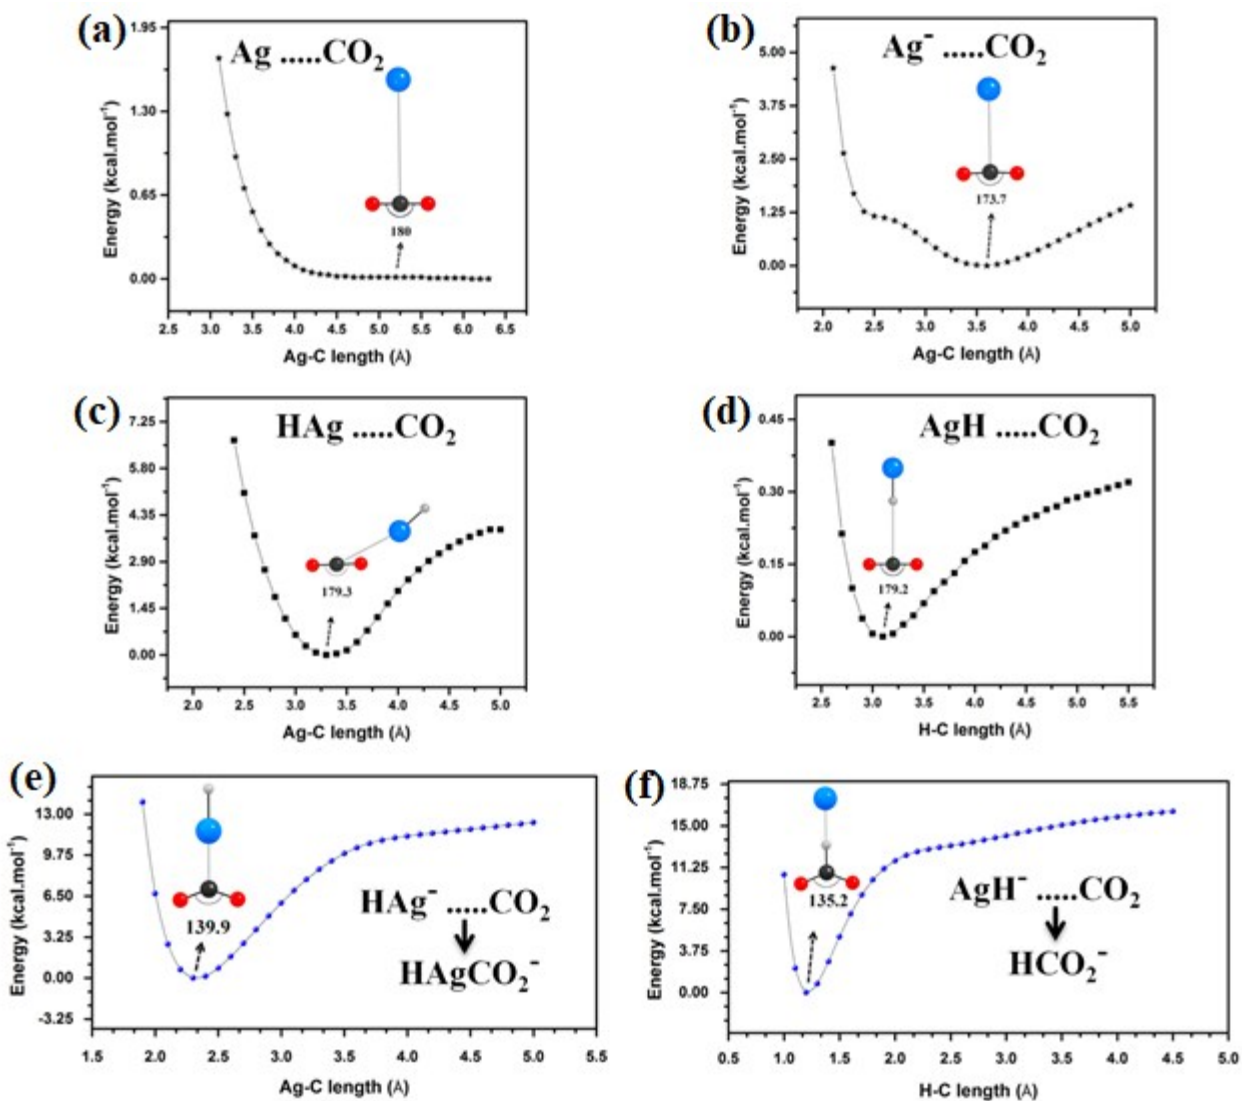 (a)
Ag .....CO₂
180
1.95
1.30
0.65
0.00
Energy (kcal.mol⁻¹)
2.5 3.0 3.5 4.0 4.5 5.0 5.5 6.0 6.5
Ag-C length (Å)
(b)
Ag⁻ .....CO₂
173.7
5.00
3.75
2.50
1.25
0.00
Energy (kcal.mol⁻¹)
2.0 2.5 3.0 3.5 4.0 4.5 5.0
Ag-C length (Å)
(c)
HAg .....CO₂
179.3
7.25
5.80
4.35
2.90
1.45
0.00
Energy (kcal.mol⁻¹)
2.0 2.5 3.0 3.5 4.0 4.5 5.0
Ag-C length (Å)
(d)
AgH .....CO₂
179.2
0.45
0.30
0.15
0.00
Energy (kcal.mol⁻¹)
2.5 3.0 3.5 4.0 4.5 5.0 5.5
H-C length (Å)
(e)
139.9
HAg⁻ .....CO₂
HAgCO₂⁻
13.00
9.75
6.50
3.25
0.00
-3.25
Energy (kcal.mol⁻¹)
1.5 2.0 2.5 3.0 3.5 4.0 4.5 5.0 5.5
Ag-C length (Å)
(f)
135.2
AgH⁻ .....CO₂
HCO₂⁻
18.75
15.00
11.25
7.50
3.75
0.00
Energy (kcal.mol⁻¹)
0.5 1.0 1.5 2.0 2.5 3.0 3.5 4.0 4.5 5.0
H-C length (Å)